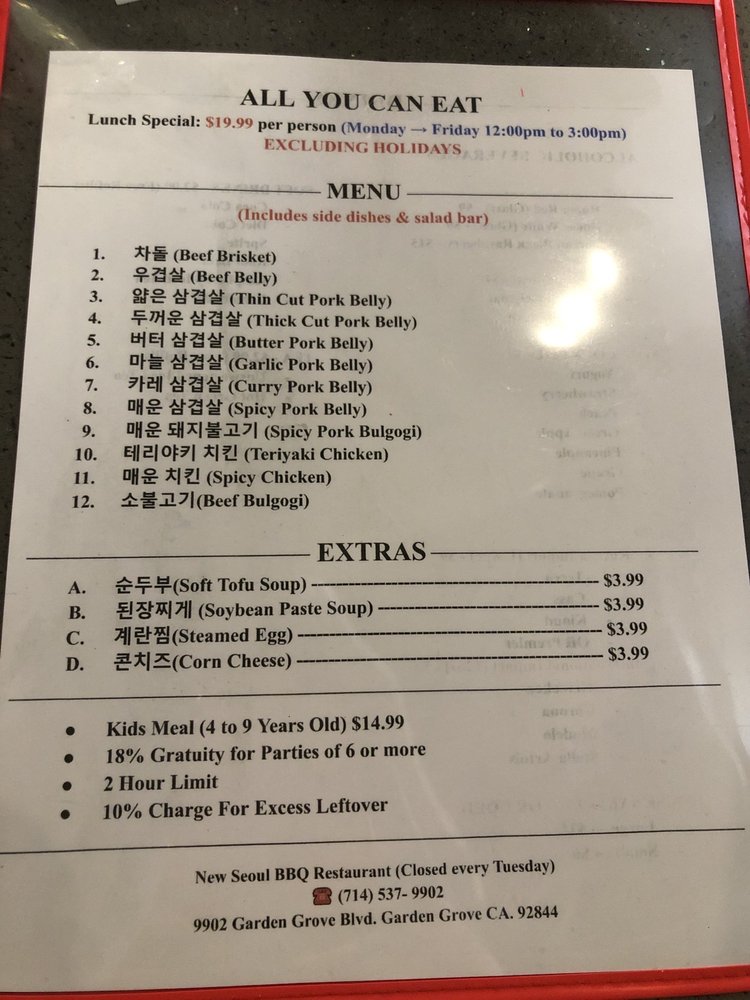 ALL YOU CAN EAT
Lunch Special: $19.99 per person (Monday → Friday 12:00pm to 3:00pm)
EXCLUDING HOLIDAYS
MENU
(Includes side dishes & salad bar)
1. 차돌 (Beef Brisket)
2. 우겹살 (Beef Belly)
3. 얇은 삼겹살 (Thin Cut Pork Belly)
4. 두꺼운 삼겹살 (Thick Cut Pork Belly)
5. 버터 삼겹살 (Butter Pork Belly)
6. 마늘 삼겹살 (Garlic Pork Belly)
7. 카레 삼겹살 (Curry Pork Belly)
8. 매운 삼겹살 (Spicy Pork Belly)
9. 매운 돼지불고기 (Spicy Pork Bulgogi)
10. 테리야키 치킨 (Teriyaki Chicken)
11. 매운 치킨 (Spicy Chicken)
12. 소불고기(Beef Bulgogi)
EXTRAS
A. 순두부(Soft Tofu Soup) $3.99
B. 된장찌게 (Soybean Paste Soup) $3.99
C. 계란찜(Steamed Egg) $3.99
D. 콘치즈(Corn Cheese) $3.99
• Kids Meal (4 to 9 Years Old) $14.99
• 18% Gratuity for Parties of 6 or more
• 2 Hour Limit
• 10% Charge For Excess Leftover
New Seoul BBQ Restaurant (Closed every Tuesday)
☎ (714) 537- 9902
9902 Garden Grove Blvd. Garden Grove CA. 92844